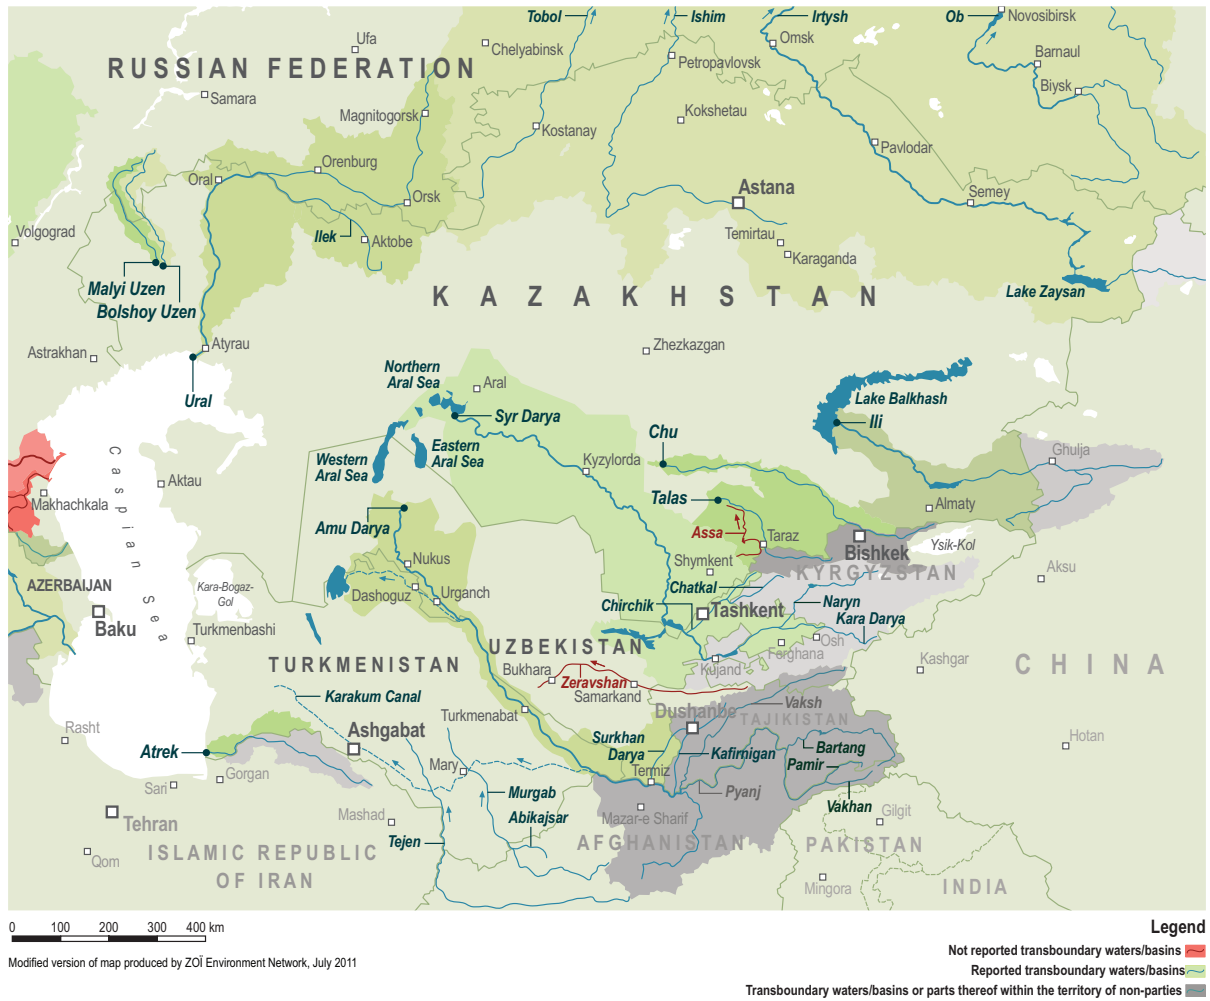 Tobol
Ishim
Irtysh
Ob
Novosibirsk
Ufa
Chelyabinsk
Omsk
Barnaul
Petropavlovsk
RUSSIAN FEDERATION
Biysk
Samara
Magnitogorsk
Kokshetau
Kostanay
Pavlodar
Orenburg
Oral
Astana
Semey
Orsk
Volgograd
Ilek
Aktobe
Temirtau
Karaganda
Malyi Uzen
Bolshoy Uzen
KAZAKHSTAN
Lake Zaysan
Astrakhan
Atyrau
Zhezkazgan
Ural
Northern
Aral Sea
Aral
Lake Balkhash
Syr Darya
Ili
Chu
Western
Aral Sea
Eastern
Aral Sea
Kyzylorda
Ghulja
Caspian Sea
Aktau
Makhachkala
Talas
Almaty
Amu Darya
Assa
Taraz
Bishkek
Ysik-Kol
Nukus
Shymkent
KYRGYZSTAN
Aksu
AZERBAIJAN
Kara-Bogaz-
Gol
Dashoguz
Urganch
Chatkal
Chirchik
Tashkent
Naryn
Kara Darya
Baku
Turkmenbashi
UZBEKISTAN
Osh
Ferghana
TURKMENISTAN
Bukhara
Zeravshan
Samarkand
Kujand
Kashgar
CHINA
Karakum Canal
Turkmenabat
Dushanbe
Vaksh
TAJIKISTAN
Rasht
Ashgabat
Atrek
Surkhan
Darya
Kafirnigan
Bartang
Pamir
Hotan
Mary
Termiz
Gorgan
Sari
Murgab
Pyanj
Vakhan
Mashad
Abikajsar
Mazar-e Sharif
Gilgit
Tehran
Tejen
AFGHANISTAN
PAKISTAN
Qom
ISLAMIC REPUBLIC
OF IRAN
Mingora
INDIA
0 100 200 300 400 km
Modified version of map produced by ZOÏ Environment Network, July 2011
Legend
Not reported transboundary waters/basins
Reported transboundary waters/basins
Transboundary waters/basins or parts thereof within the territory of non-parties